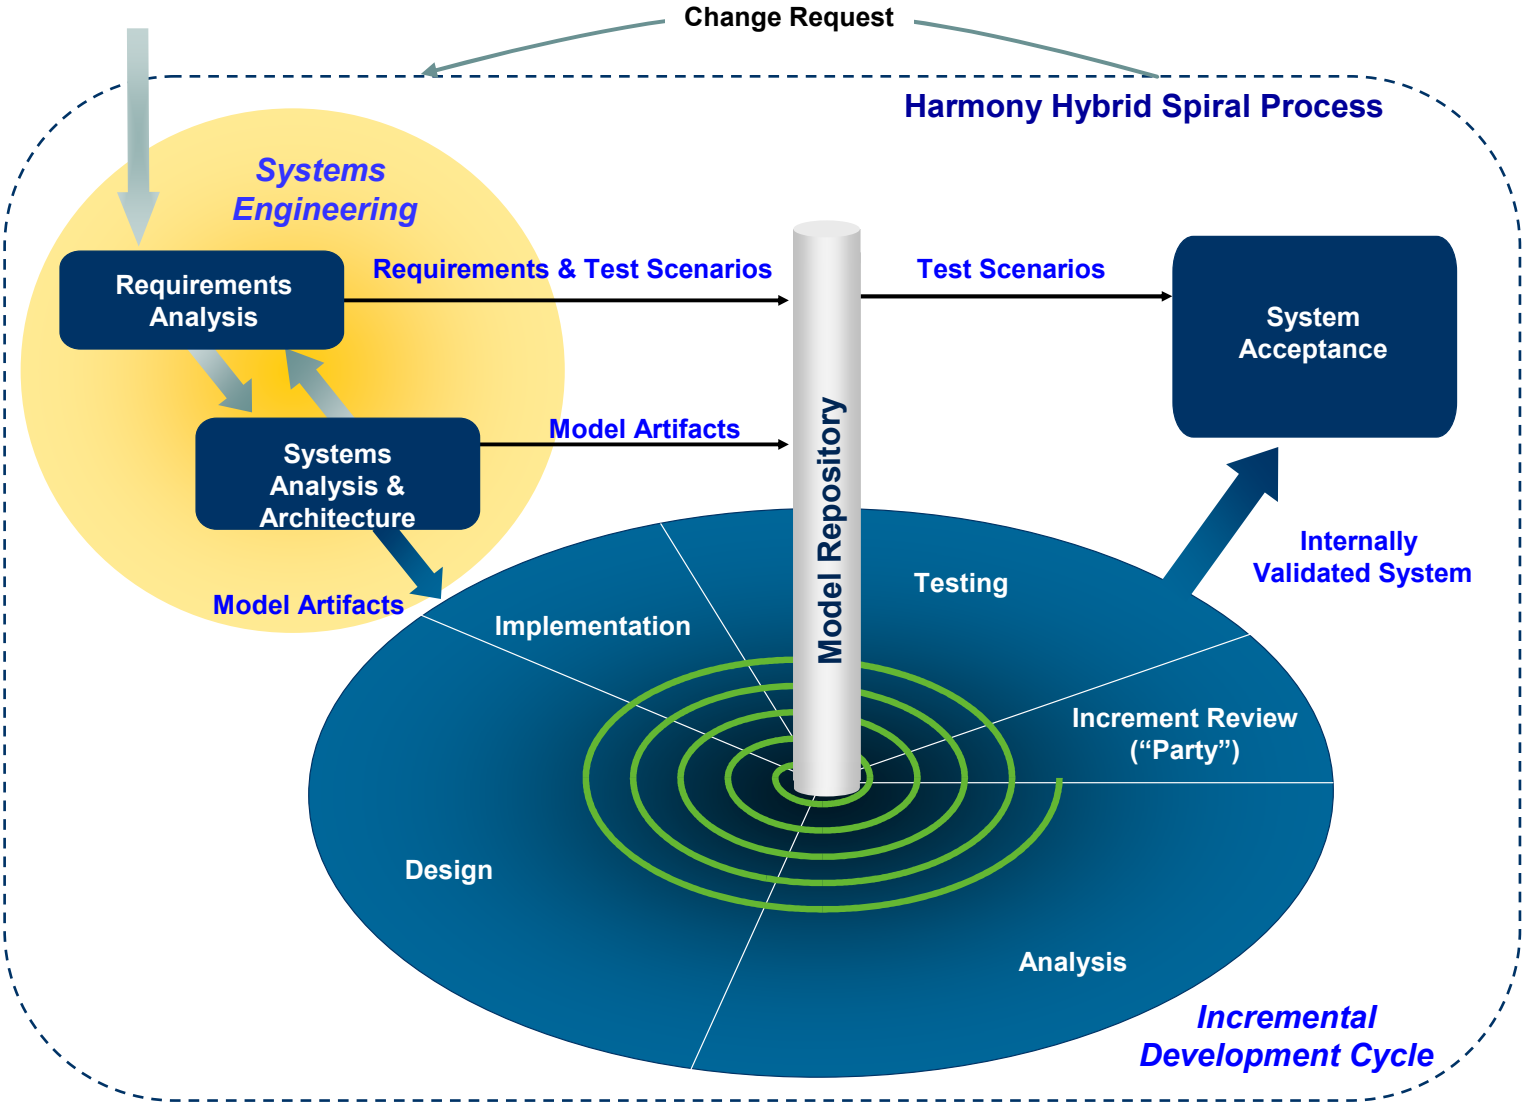 Change Request
Harmony Hybrid Spiral Process
Systems
Engineering
Requirements
Analysis
Requirements & Test Scenarios
Test Scenarios
System
Acceptance
Systems
Analysis &
Architecture
Model Artifacts
Model Repository
Model Artifacts
Internally
Validated System
Testing
Implementation
Increment Review
(“Party”)
Design
Analysis
Incremental
Development Cycle